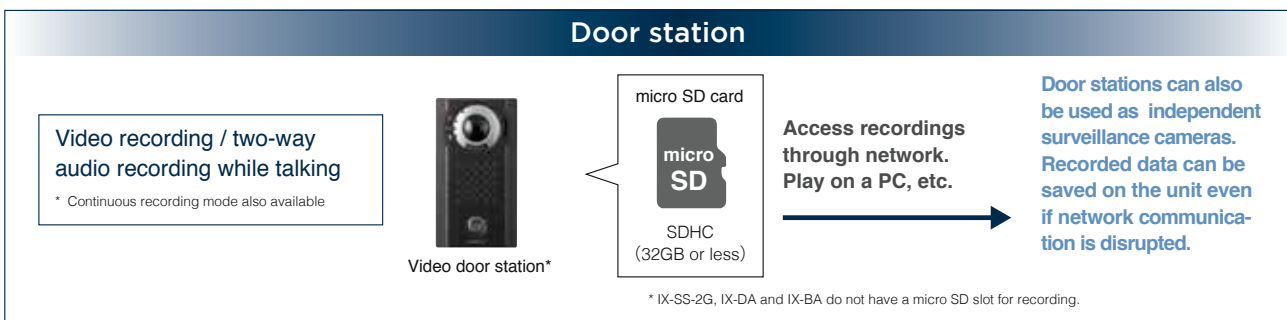 Door station
Video recording / two-way
audio recording while talking
* Continuous recording mode also available
Video door station*
micro SD card
micro
SD
SDHC
(32GB or less)
Access recordings
through network.
Play on a PC, etc.
Door stations can also
be used as independent
surveillance cameras.
Recorded data can be
saved on the unit even
if network communica-
tion is disrupted.
* IX-SS-2G, IX-DA and IX-BA do not have a micro SD slot for recording.